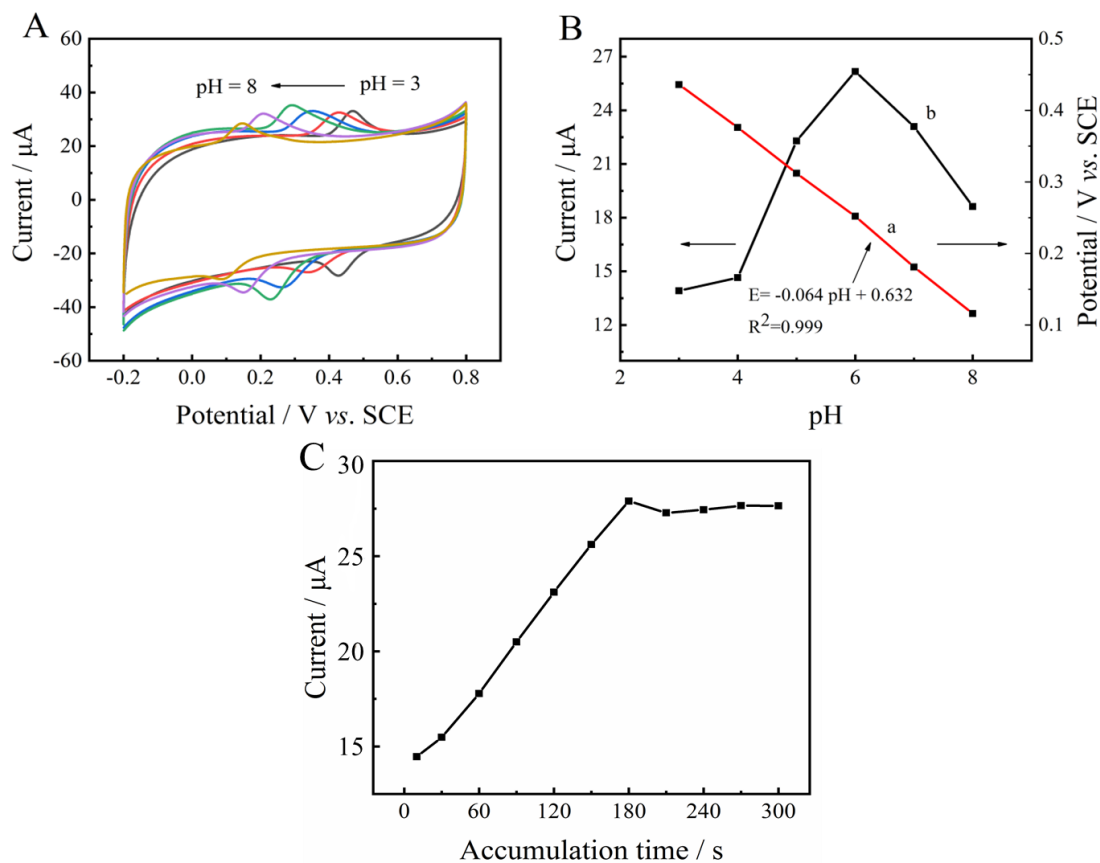 A
60
40
20
0
-20
-40
-60
Current / μA
pH = 8
pH = 3
-0.2
0.0
0.2
0.4
0.6
0.8
Potential / V vs. SCE
B
27
24
21
18
15
12
Current / μA
0.5
0.4
0.3
0.2
0.1
Potential / V vs. SCE
b
a
E= -0.064 pH + 0.632
R²=0.999
2
4
6
8
pH
C
30
25
20
15
Current / μA
0
60
120
180
240
300
Accumulation time / s